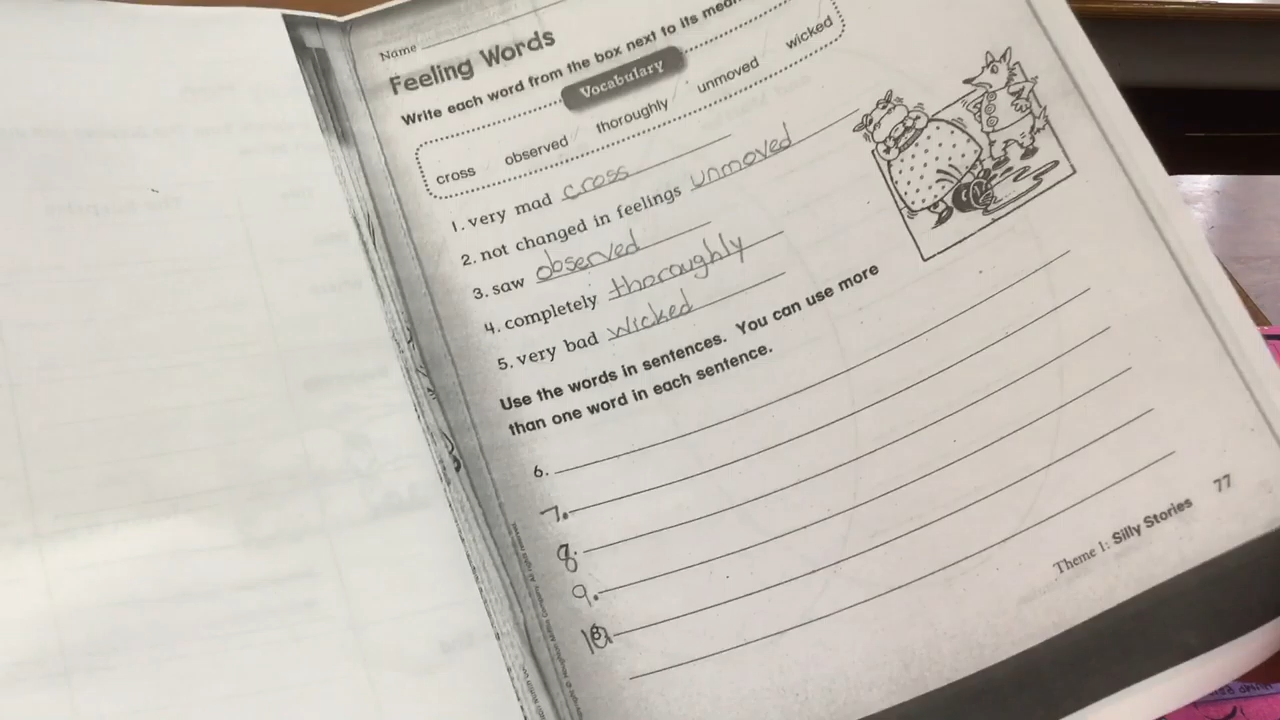 Name
Feeling Words
Write each word from the box next to its
Vocabulary
cross observed thoroughly unmoved wicked
1. very mad cross
2. not changed in feelings unmoved
3. saw observed
4. completely thoroughly
5. very bad wicked
Use the words in sentences. You can use more
than one word in each sentence.
6.
7.
8.
9.
10.
Theme 1: Silly Stories 77